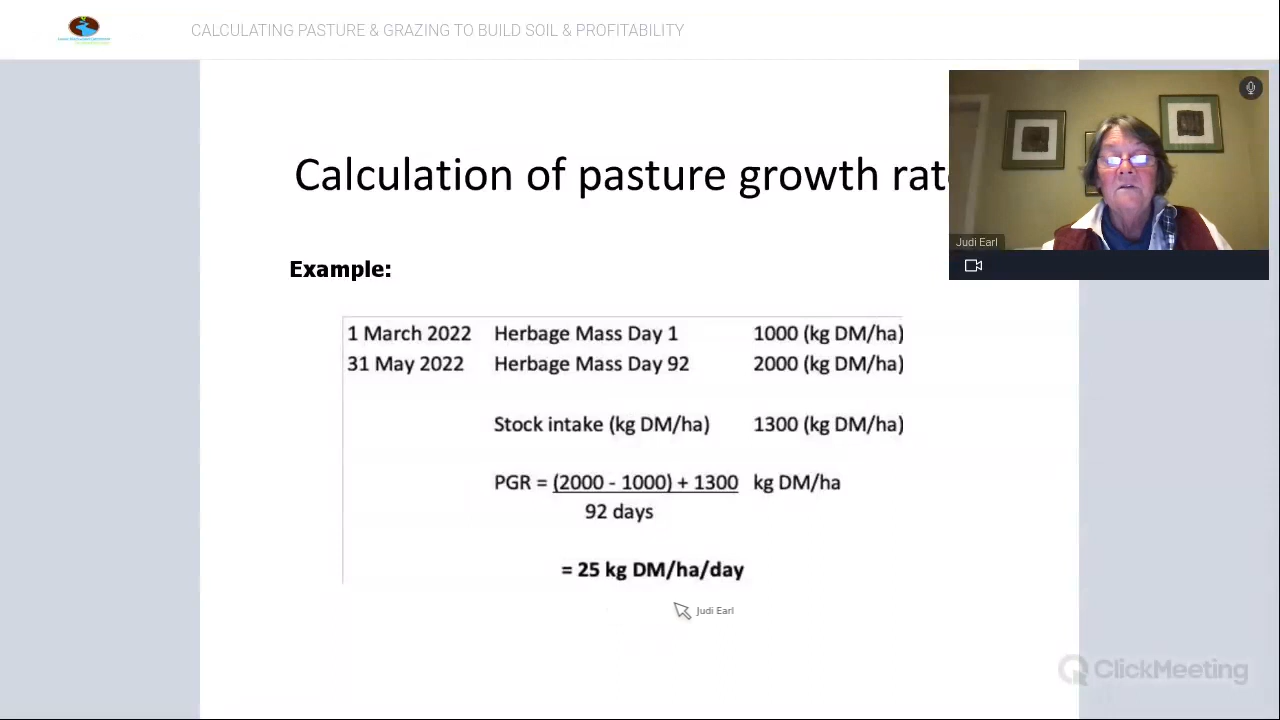 CALCULATING PASTURE & GRAZING TO BUILD SOIL & PROFITABILITY
Calculation of pasture growth rat
Judi Earl
Example:
1 March 2022 Herbage Mass Day 1 1000 (kg DM/ha)
31 May 2022 Herbage Mass Day 92 2000 (kg DM/ha)
Stock intake (kg DM/ha) 1300 (kg DM/ha)
PGR = (2000 - 1000) + 1300 kg DM/ha
92 days
= 25 kg DM/ha/day
Judi Earl
ClickMeeting